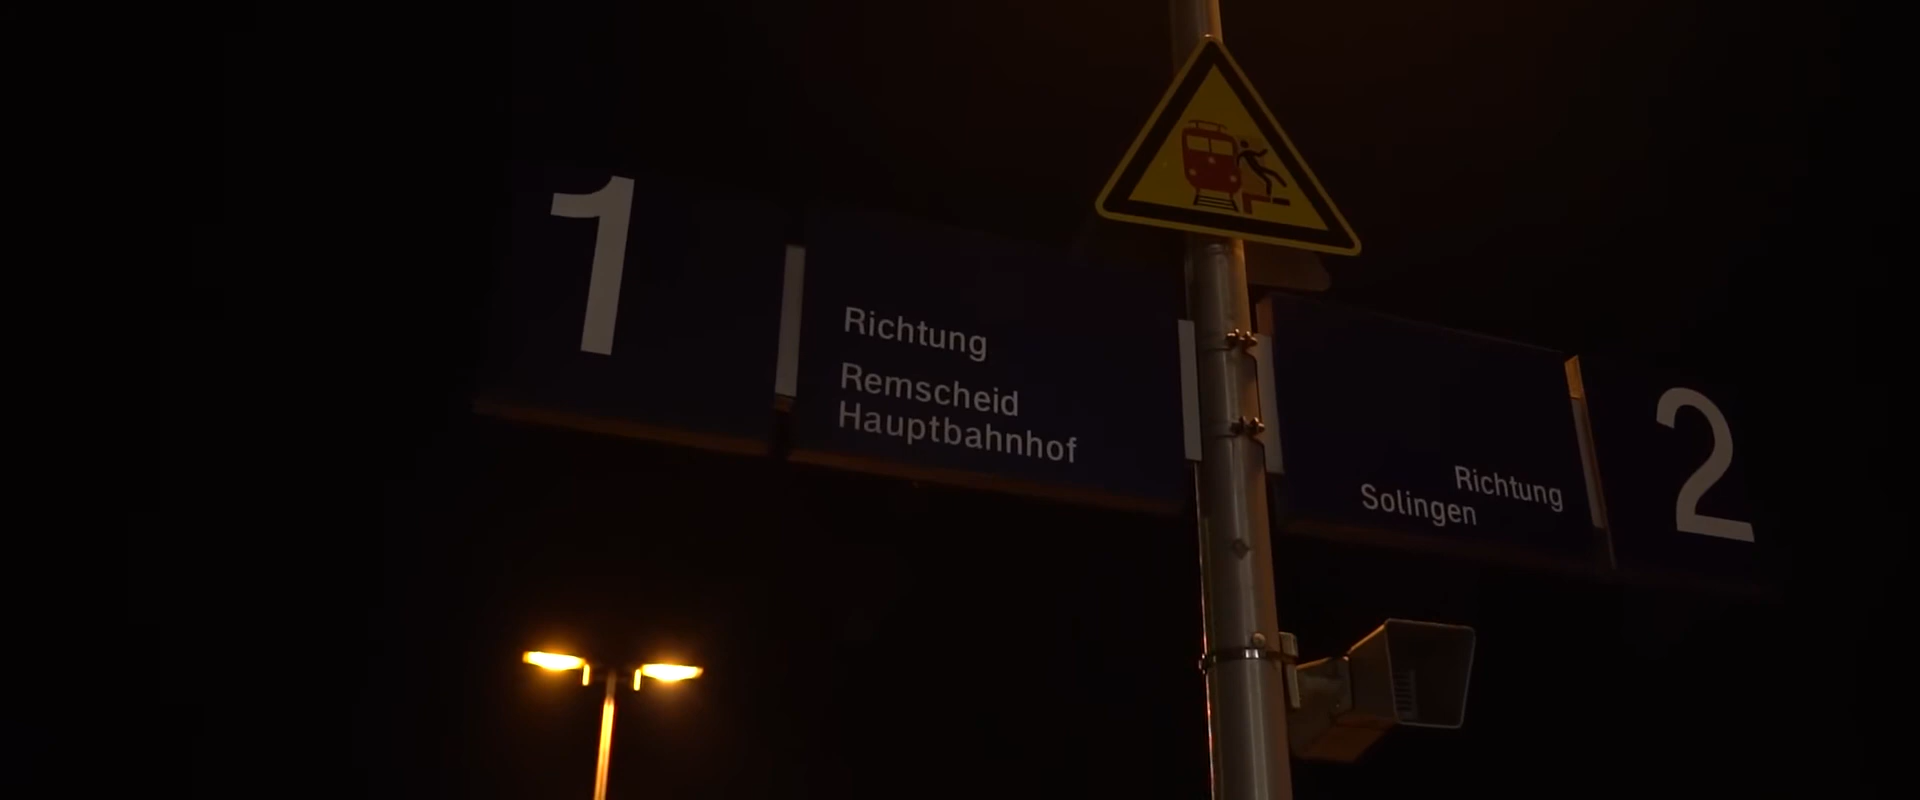 1
Richtung
Remscheid
Hauptbahnhof
Richtung
Solingen
2